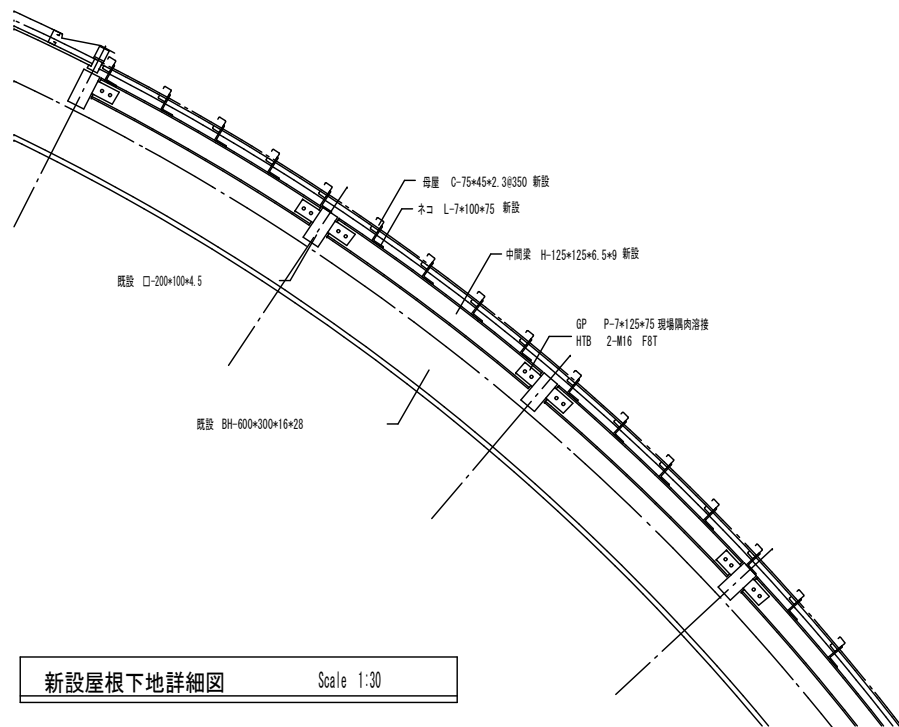 母屋 C-75*45*2.3@350 新設
ネコ L-7*100*75 新設
中間梁 H-125*125*6.5*9 新設
既設 口-200*100*4.5
GP P-7*125*75 現場隅肉溶接
HTB 2-M16 F8T
既設 BH-600*300*16*28
新設屋根下地詳細図 Scale 1:30